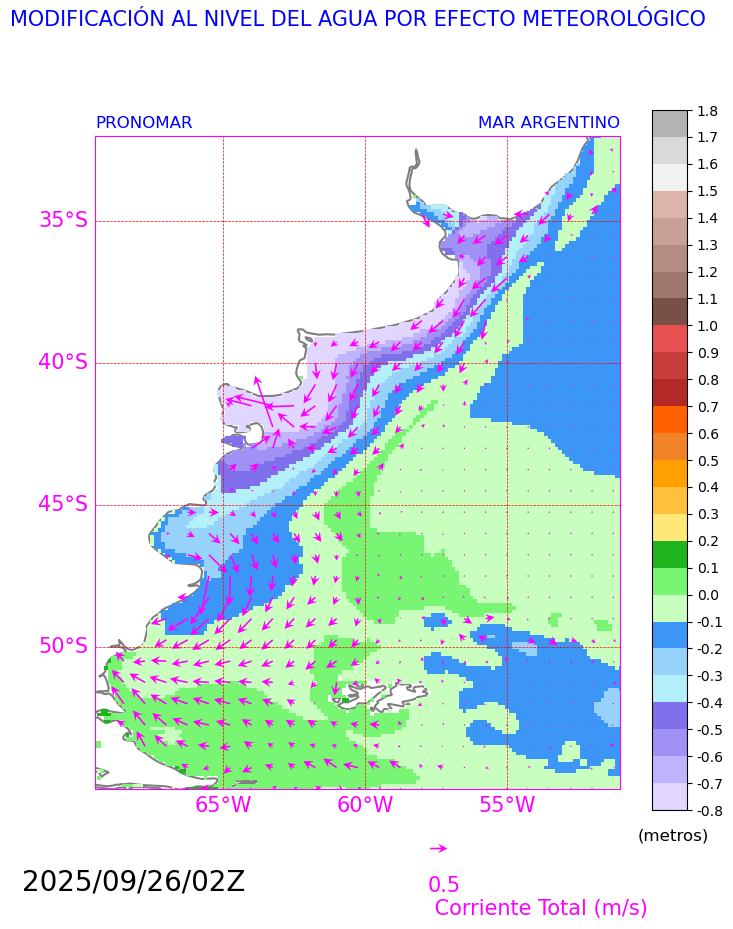 MODIFICACIÓN AL NIVEL DEL AGUA POR EFECTO METEOROLÓGICO
PRONOMAR MAR ARGENTINO
1.8
1.7
1.6
1.5
1.4
1.3
1.2
1.1
1.0
0.9
0.8
0.7
0.6
0.5
0.4
0.3
0.2
0.1
0.0
-0.1
-0.2
-0.3
-0.4
-0.5
-0.6
-0.7
-0.8
(metros)
35°S
40°S
45°S
50°S
65°W 60°W 55°W
2025/09/26/02Z
0.5
Corriente Total (m/s)